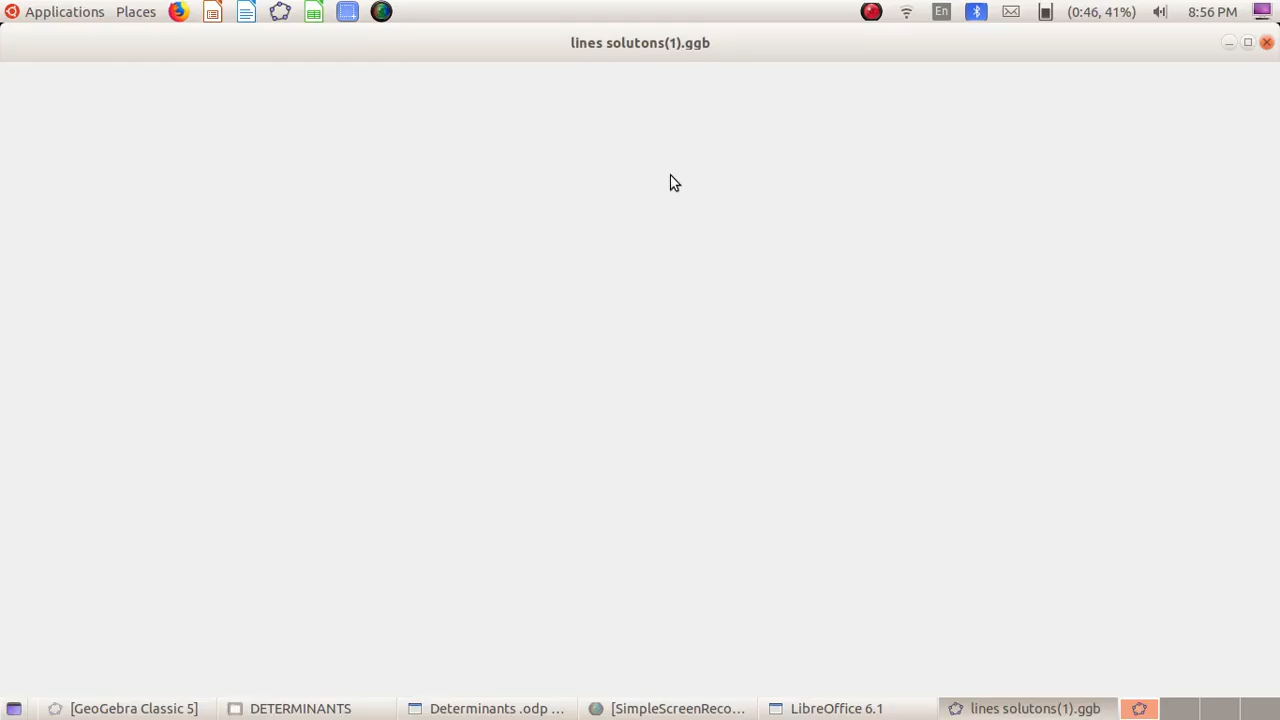 Applications Places En (0:46, 41%) 8:56 PM
lines solutons(1).ggb
[GeoGebra Classic 5] DETERMINANTS Determinants .odp ... [SimpleScreenReco... LibreOffice 6.1 lines solutons(1).ggb